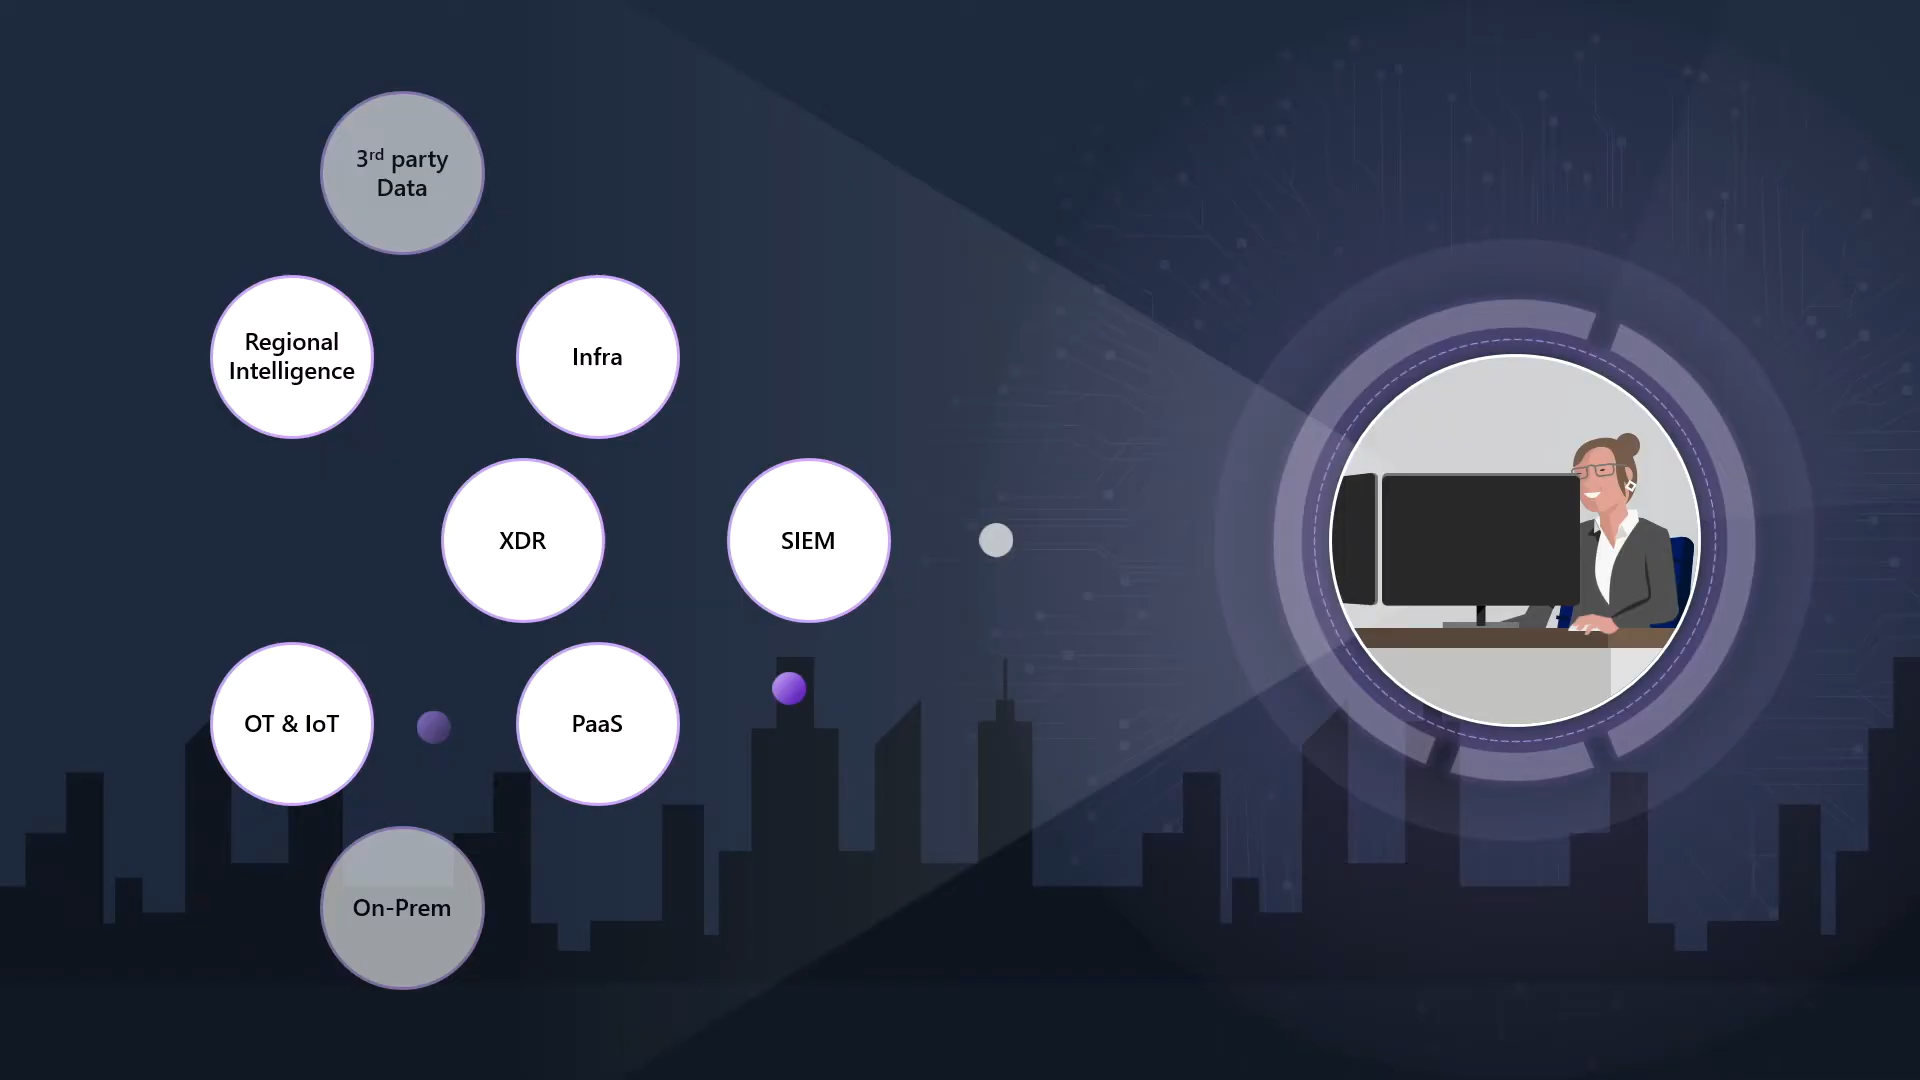 3rd party
Data
Regional
Intelligence
Infra
XDR
SIEM
OT & IoT
PaaS
On-Prem